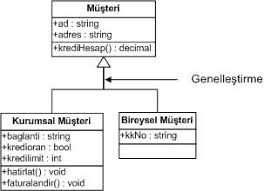 Müşteri
+ad : string
+adres : string
+krediHesap() : decimal
Genelleştirme
Kurumsal Müşteri
+baglanti : string
+kredioran : bool
+kredilimit : int
+hatirlat() : void
+faturalandir() : void
Bireysel Müşteri
+kkNo : string